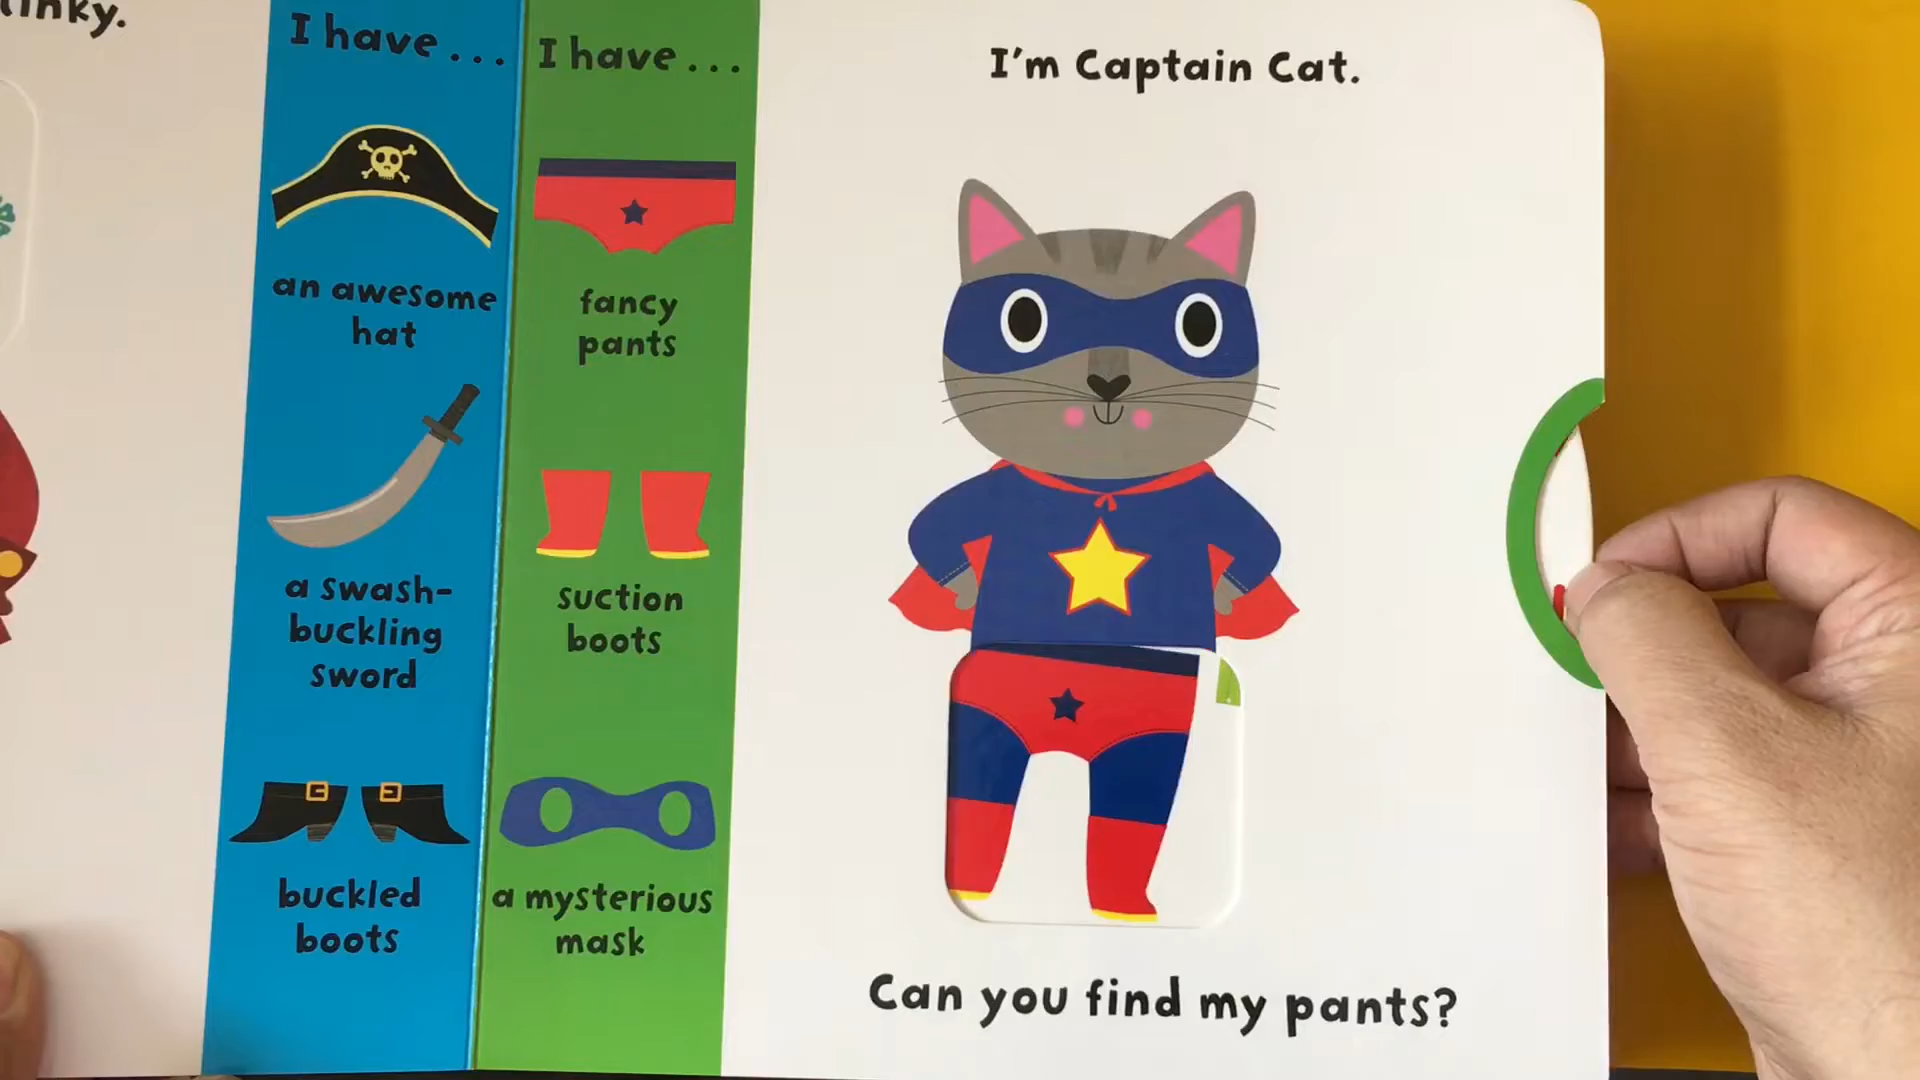 I have ...
an awesome
hat
a swash-
buckling
sword
buckled
boots
I have ...
fancy
pants
suction
boots
a mysterious
mask
I'm Captain Cat.
Can you find my pants?